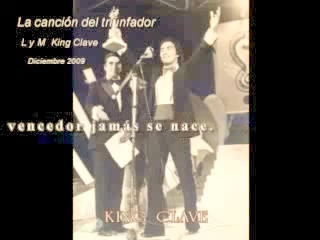 La canción del triunfador
L y M King Clave
Diciembre 2009
vencedor jamás se nace.
KING CLAVE